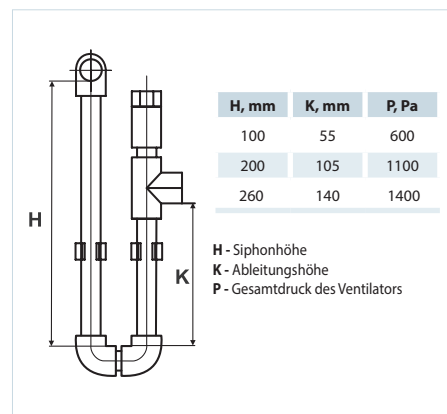 H, mm K, mm P, Pa
100 55 600
200 105 1100
260 140 1400
H
K
H - Siphonhöhe
K - Ableitungshöhe
P - Gesamtdruck des Ventilators